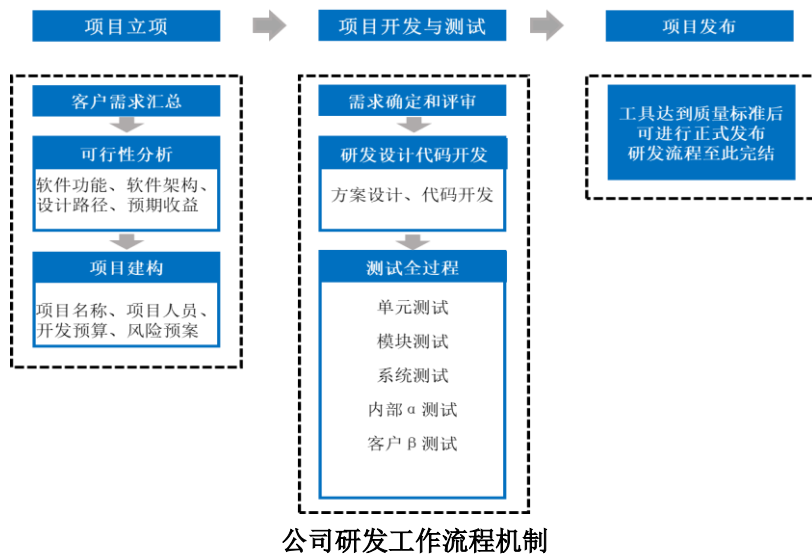 项目立项
项目开发与测试
项目发布
客户需求汇总
可行性分析
软件功能、软件架构、
设计路径、预期收益
项目建构
项目名称、项目人员、
开发预算、风险预案
需求确定和评审
研发设计代码开发
方案设计、代码开发
测试全过程
单元测试
模块测试
系统测试
内部α测试
客户β测试
工具达到质量标准后
可进行正式发布
研发流程至此完结
公司研发工作流程机制